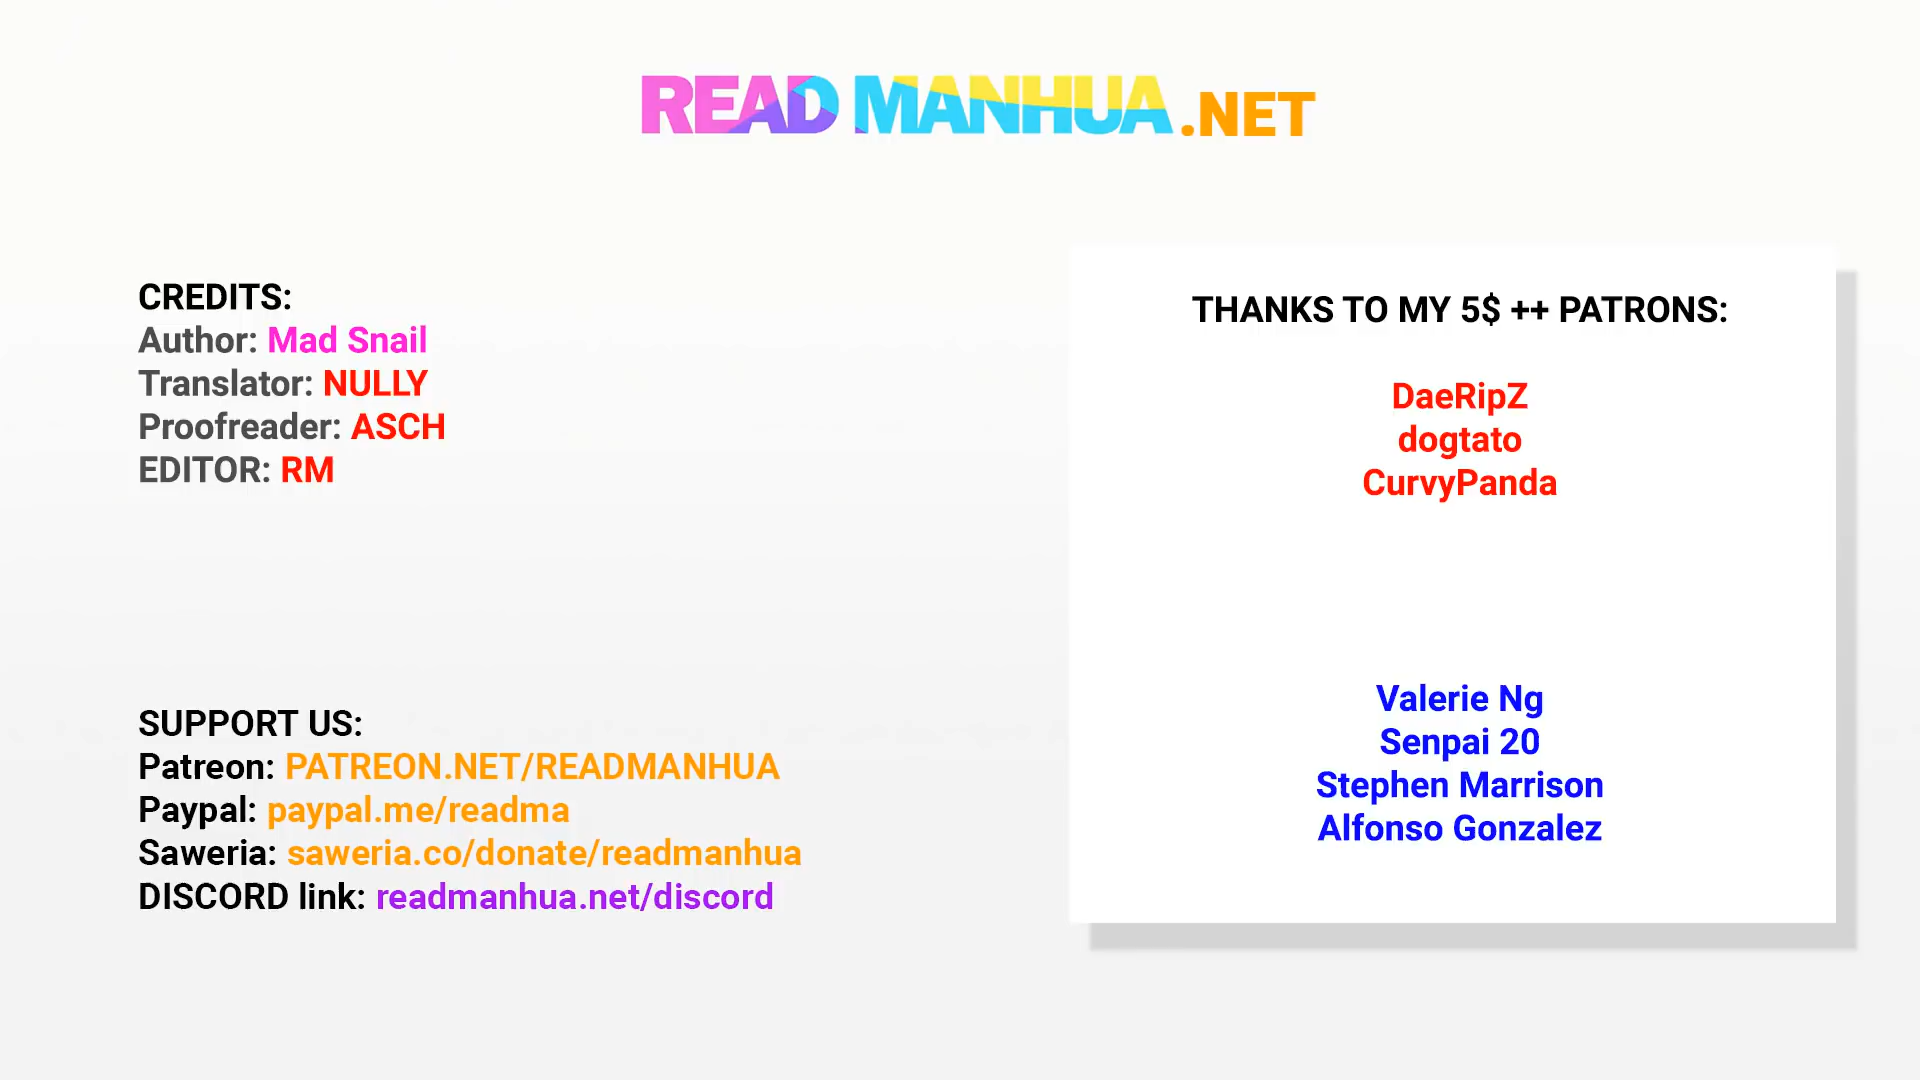 READ MANHUA.NET
CREDITS:
Author: Mad Snail
Translator: NULLY
Proofreader: ASCH
EDITOR: RM
SUPPORT US:
Patreon: PATREON.NET/READMANHUA
Paypal: paypal.me/readma
Saweria: saweria.co/donate/readmanhua
DISCORD link: readmanhua.net/discord
THANKS TO MY 5$ ++ PATRONS:
DaeRipZ
dogtato
CurvyPanda
Valerie Ng
Senpai 20
Stephen Marrison
Alfonso Gonzalez